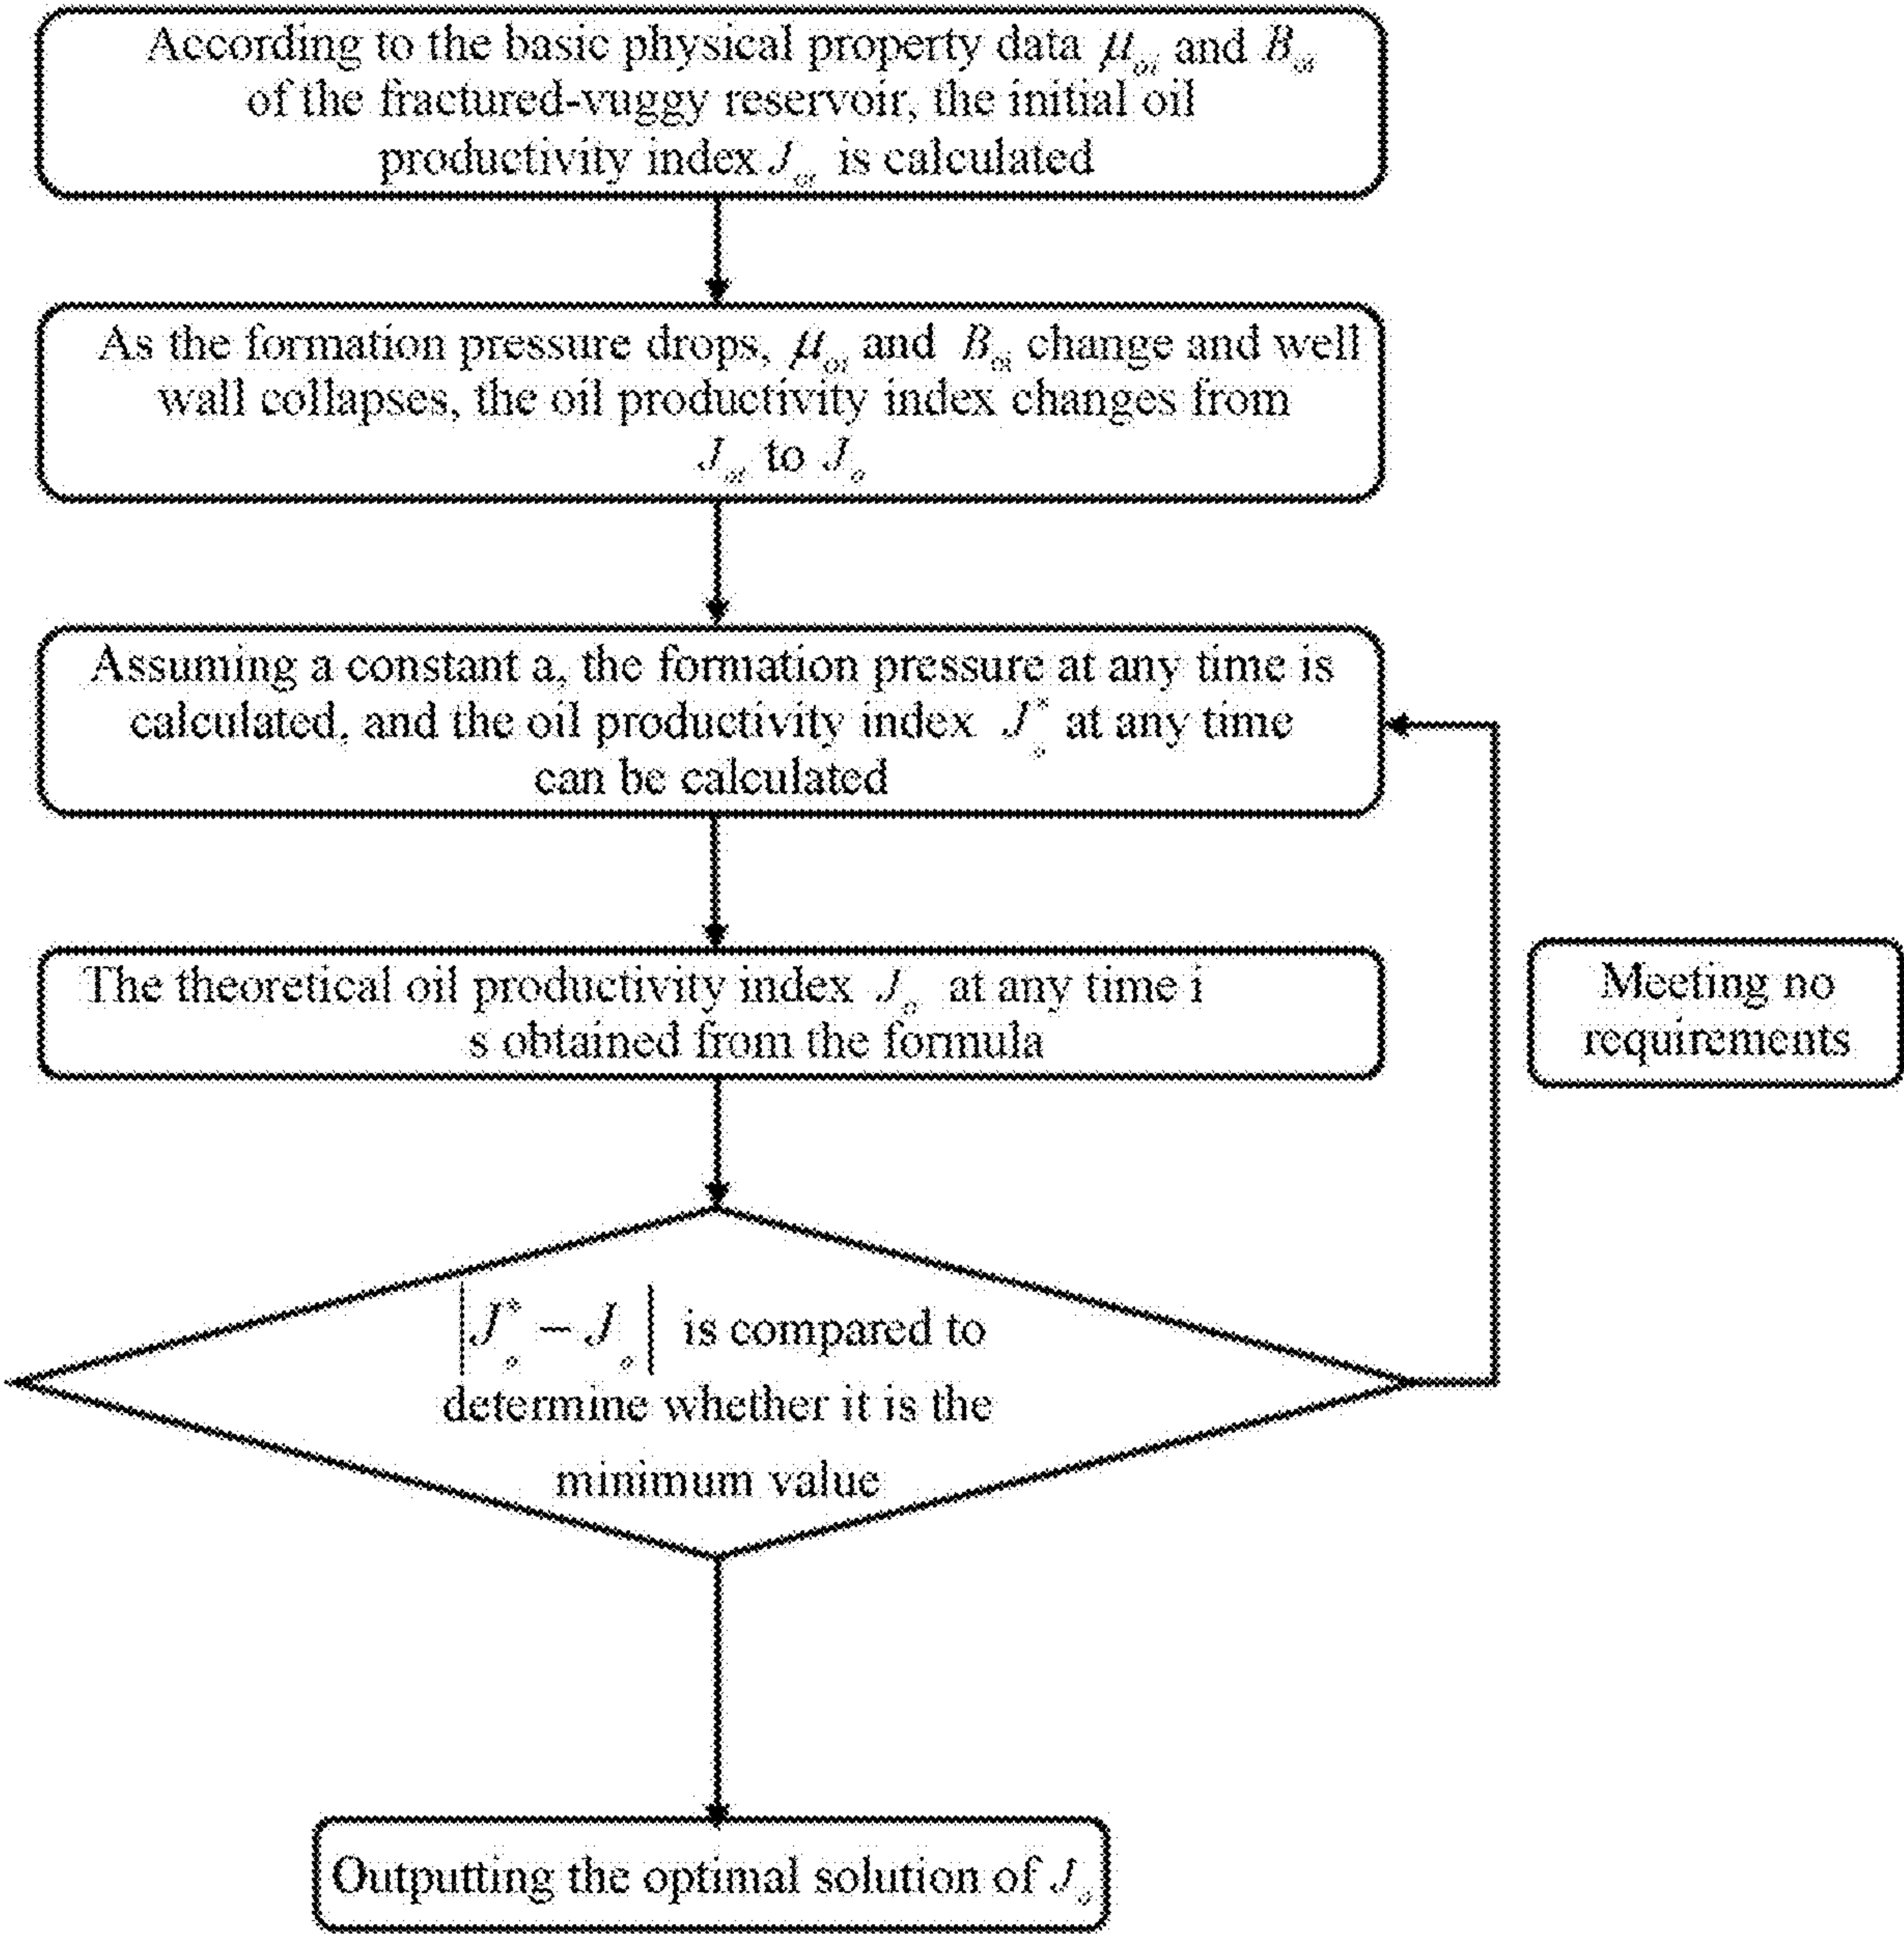 According to the basic physical property data μoi and Boi
of the fractured-vuggy reservoir, the initial oil
productivity index Joi is calculated
As the formation pressure drops, μoi and Boi change and well
wall collapses, the oil productivity index changes from
Joi to Jo
Assuming a constant a, the formation pressure at any time is
calculated, and the oil productivity index Jo* at any time
can be calculated
The theoretical oil productivity index Jo at any time i
s obtained from the formula
Meeting no
requirements
|Jo* − Jo| is compared to
determine whether it is the
minimum value
Outputting the optimal solution of Jo